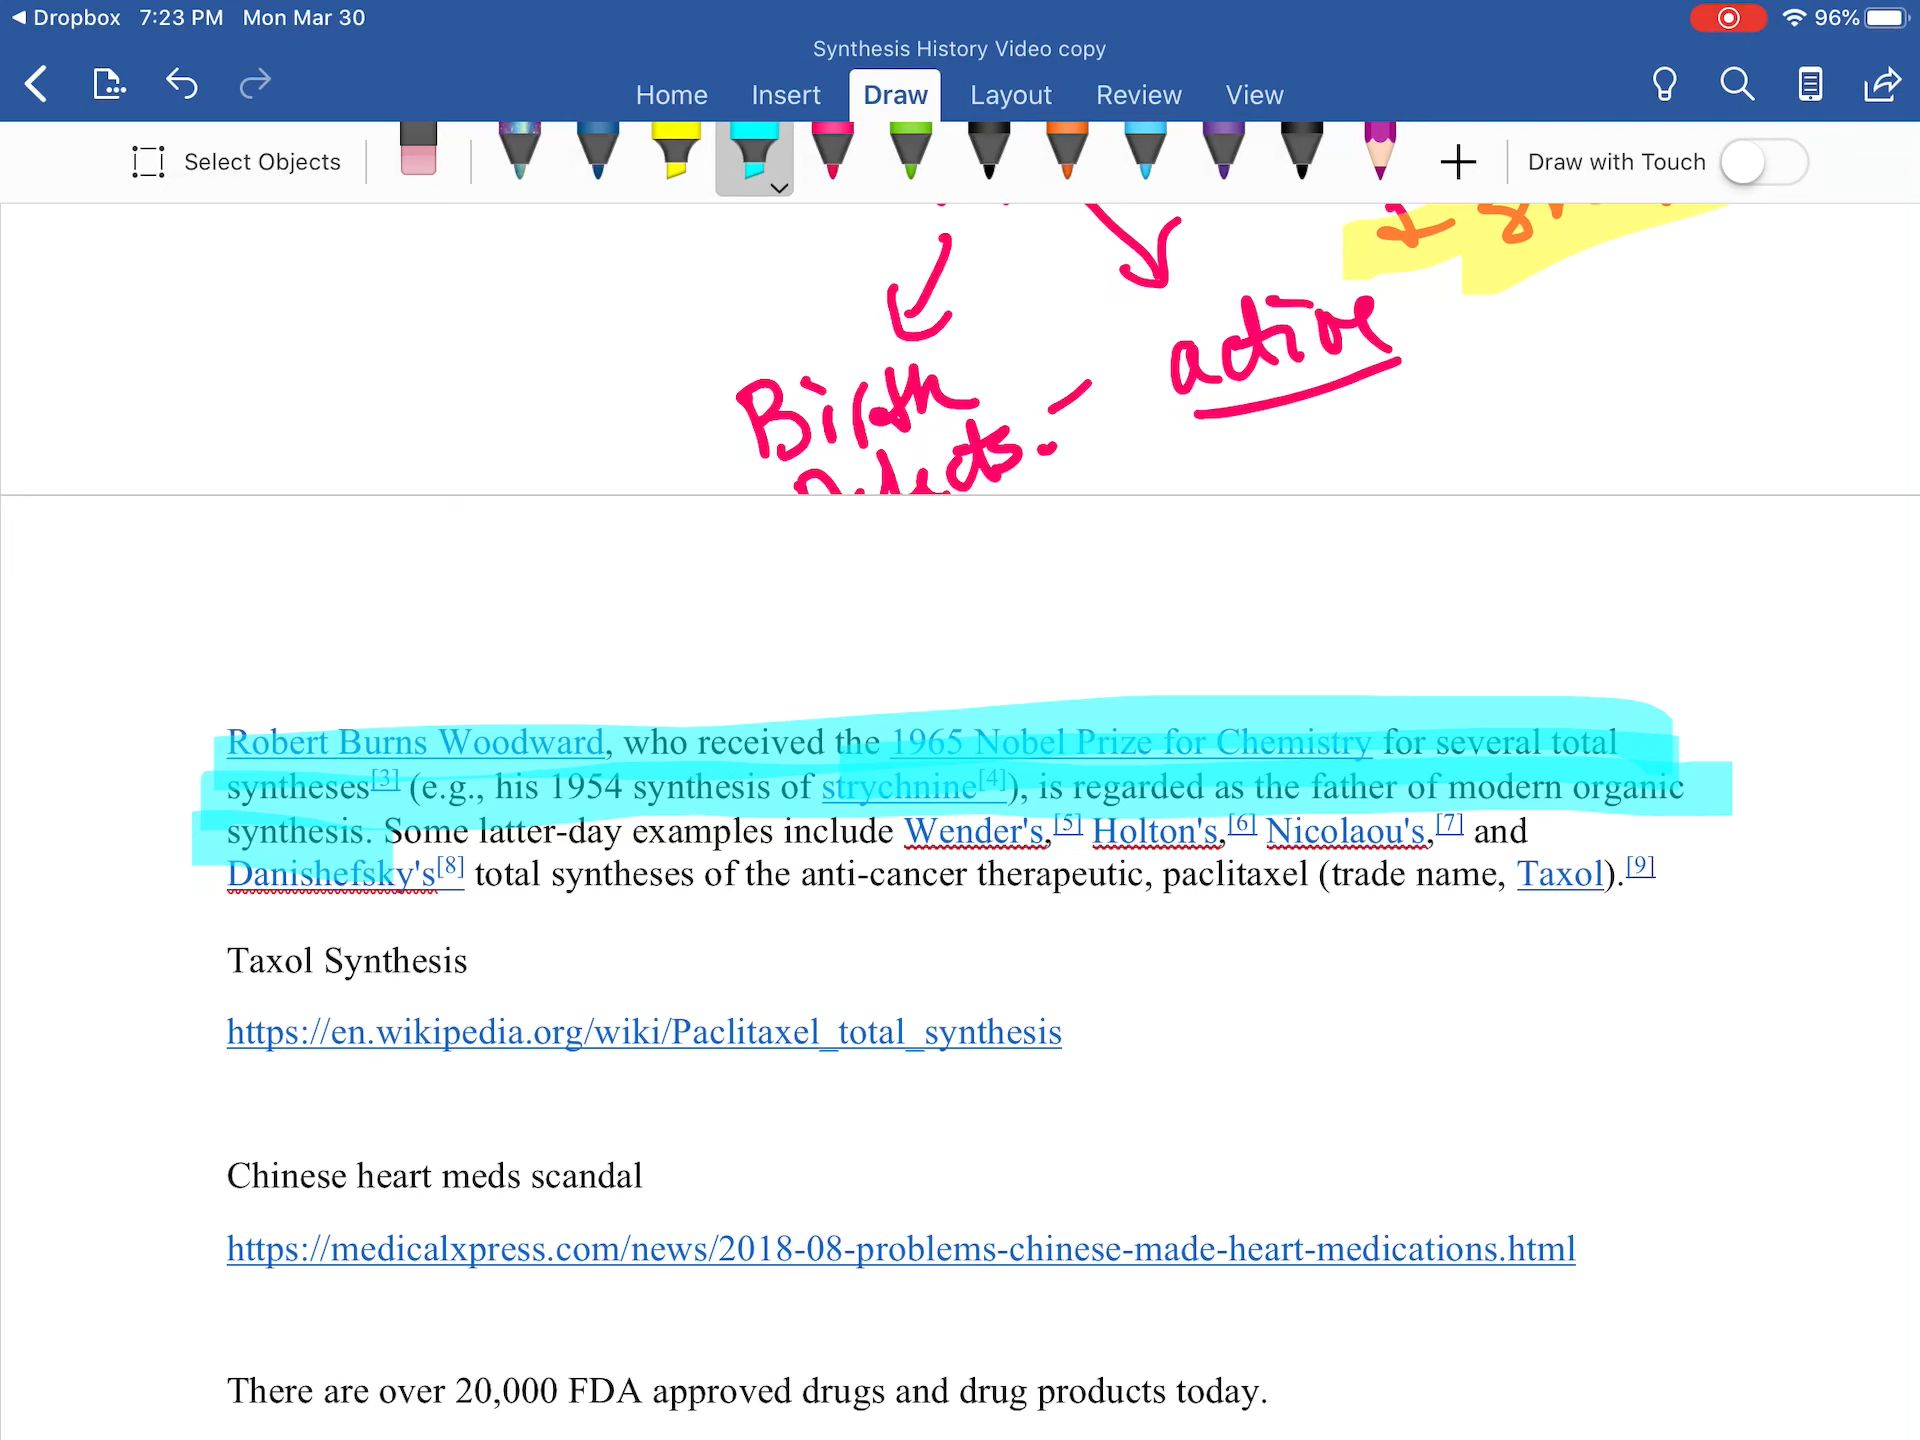 Dropbox 7:23 PM Mon Mar 30 96%
Synthesis History Video copy
Home Insert Draw Layout Review View
Select Objects Draw with Touch
active
Birth
Defects.
Robert Burns Woodward, who received the 1965 Nobel Prize for Chemistry for several total
syntheses[3] (e.g., his 1954 synthesis of strychnine[4]), is regarded as the father of modern organic
synthesis. Some latter-day examples include Wender's,[5] Holton's,[6] Nicolaou's,[7] and
Danishefsky's[8] total syntheses of the anti-cancer therapeutic, paclitaxel (trade name, Taxol).[9]
Taxol Synthesis
https://en.wikipedia.org/wiki/Paclitaxel_total_synthesis
Chinese heart meds scandal
https://medicalxpress.com/news/2018-08-problems-chinese-made-heart-medications.html
There are over 20,000 FDA approved drugs and drug products today.